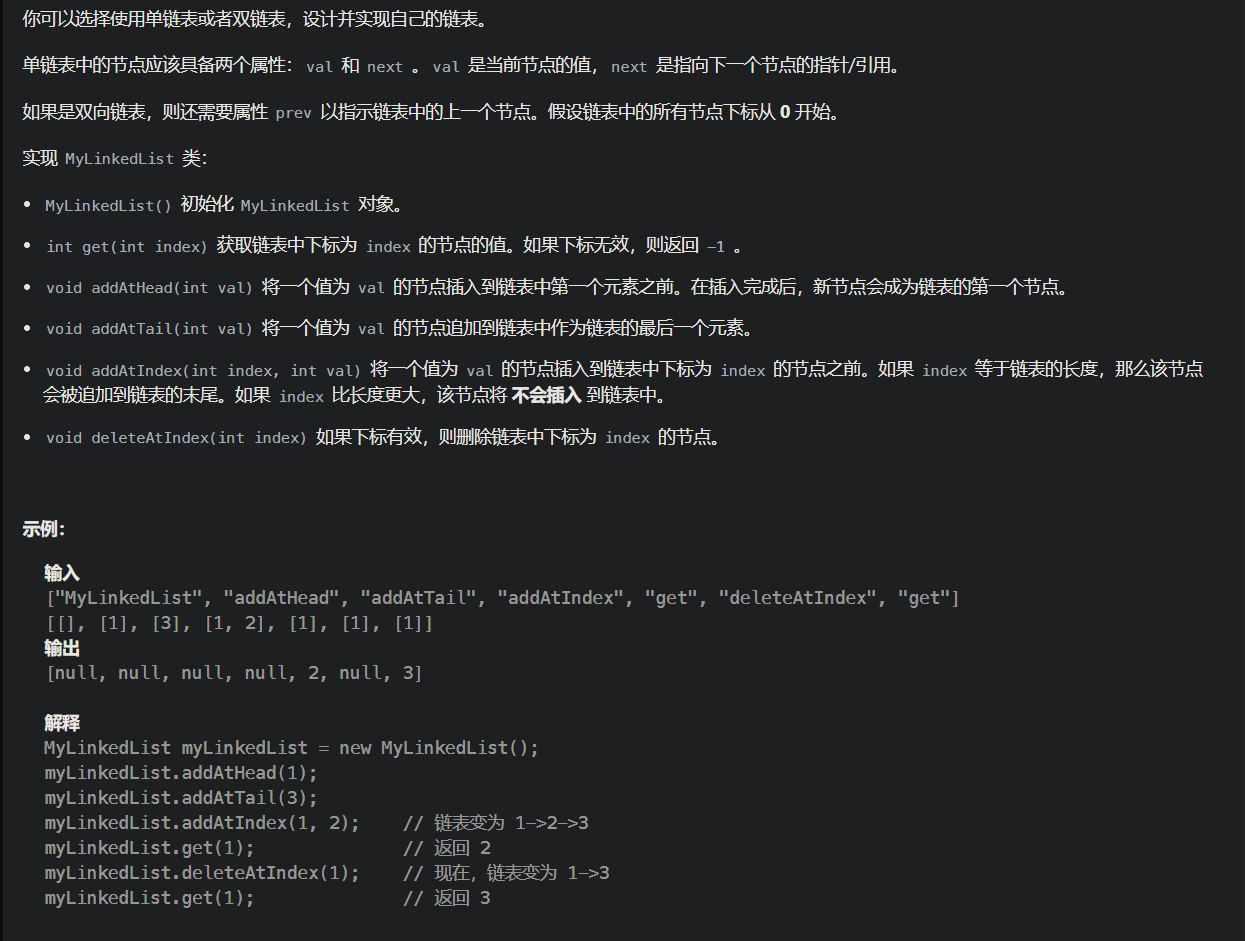 你可以选择使用单链表或者双链表，设计并实现自己的链表。
单链表中的节点应该具备两个属性： val 和 next 。 val 是当前节点的值， next 是指向下一个节点的指针/引用。
如果是双向链表，则还需要属性 prev 以指示链表中的上一个节点。假设链表中的所有节点下标从 0 开始。
实现 MyLinkedList 类：
• MyLinkedList() 初始化 MyLinkedList 对象。
• int get(int index) 获取链表中下标为 index 的节点的值。如果下标无效，则返回 -1 。
• void addAtHead(int val) 将一个值为 val 的节点插入到链表中第一个元素之前。在插入完成后，新节点会成为链表的第一个节点。
• void addAtTail(int val) 将一个值为 val 的节点追加到链表中作为链表的最后一个元素。
• void addAtIndex(int index, int val) 将一个值为 val 的节点插入到链表中下标为 index 的节点之前。如果 index 等于链表的长度，那么该节点
会被追加到链表的末尾。如果 index 比长度更大，该节点将 不会插入 到链表中。
• void deleteAtIndex(int index) 如果下标有效，则删除链表中下标为 index 的节点。
示例：
输入
["MyLinkedList", "addAtHead", "addAtTail", "addAtIndex", "get", "deleteAtIndex", "get"]
[[], [1], [3], [1, 2], [1], [1], [1]]
输出
[null, null, null, null, 2, null, 3]
解释
MyLinkedList myLinkedList = new MyLinkedList();
myLinkedList.addAtHead(1);
myLinkedList.addAtTail(3);
myLinkedList.addAtIndex(1, 2);    // 链表变为 1->2->3
myLinkedList.get(1);              // 返回 2
myLinkedList.deleteAtIndex(1);    // 现在，链表变为 1->3
myLinkedList.get(1);              // 返回 3